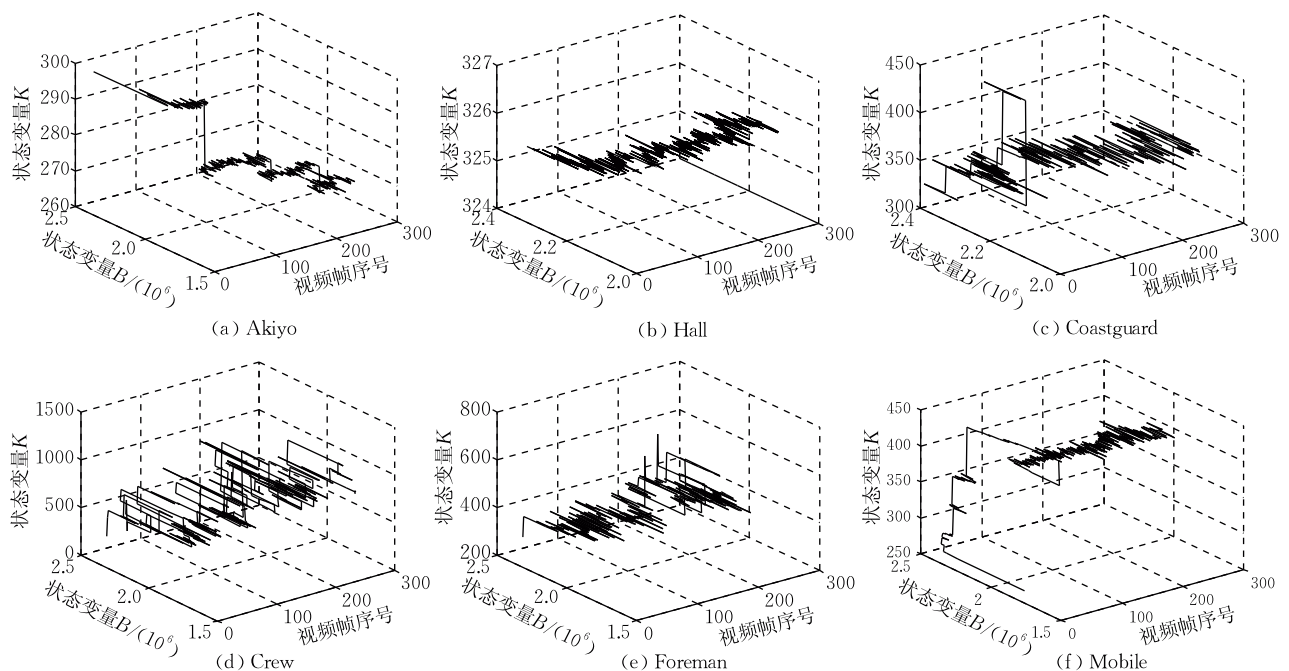 300
290
280
270
260
状态变量K
2.5
2.0
1.5
状态变量B/(10⁶)
0
100
200
300
视频帧序号
(a) Akiyo
327
326
325
324
状态变量K
2.4
2.2
2.0
状态变量B/(10⁶)
0
100
200
300
视频帧序号
(b) Hall
450
400
350
300
状态变量K
2.4
2.2
2.0
状态变量B/(10⁶)
0
100
200
300
视频帧序号
(c) Coastguard
1500
1000
500
0
状态变量K
2.5
2.0
1.5
状态变量B/(10⁶)
0
100
200
300
视频帧序号
(d) Crew
800
600
400
200
状态变量K
2.5
2.0
1.5
状态变量B/(10⁶)
0
100
200
300
视频帧序号
(e) Foreman
450
400
350
300
250
状态变量K
2.5
2
1.5
状态变量B/(10⁶)
0
100
200
300
视频帧序号
(f) Mobile